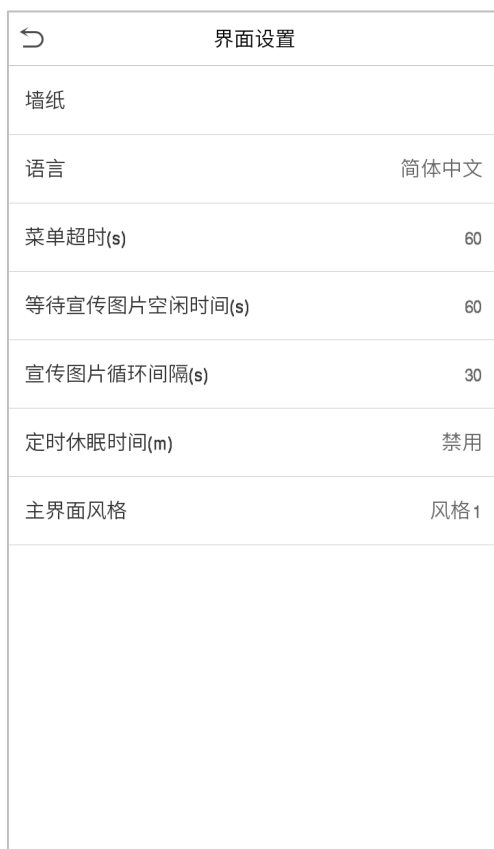 界面设置
墙纸
语言 简体中文
菜单超时(s) 60
等待宣传图片空闲时间(s) 60
宣传图片循环间隔(s) 30
定时休眠时间(m) 禁用
主界面风格 风格1